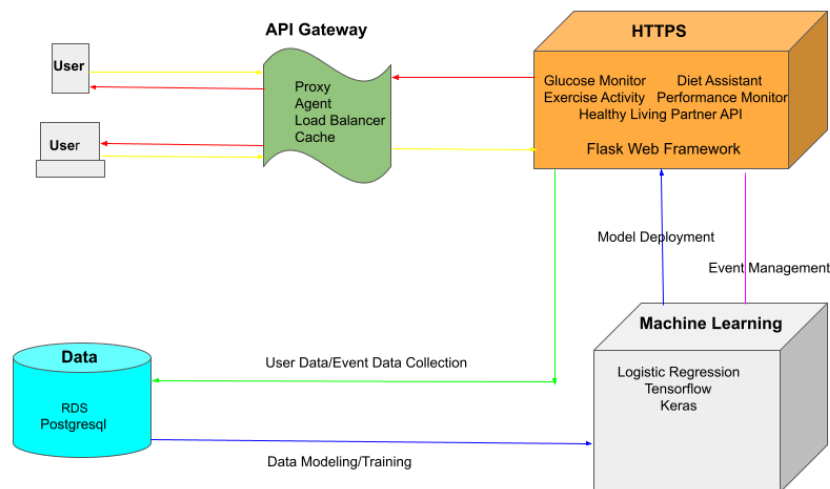 API Gateway
HTTPS
User
Proxy
Agent
Load Balancer
Cache
Glucose Monitor Diet Assistant
Exercise Activity Performance Monitor
Healthy Living Partner API
Flask Web Framework
User
Model Deployment
Event Management
Machine Learning
Data
User Data/Event Data Collection
Logistic Regression
Tensorflow
Keras
RDS
Postgresql
Data Modeling/Training